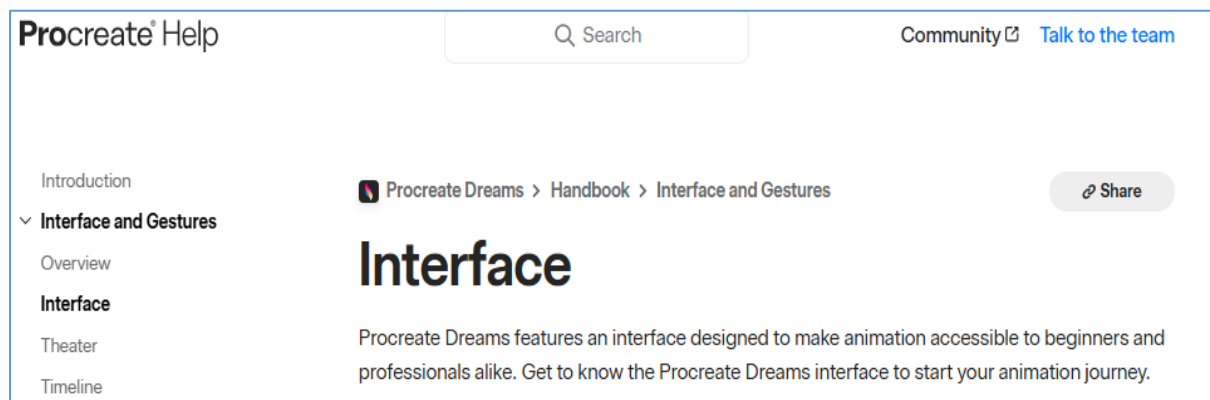 Procreate® Help
Search
Community
Talk to the team
Introduction
Interface and Gestures
Overview
Interface
Theater
Timeline
Procreate Dreams > Handbook > Interface and Gestures
Share
Interface
Procreate Dreams features an interface designed to make animation accessible to beginners and
professionals alike. Get to know the Procreate Dreams interface to start your animation journey.